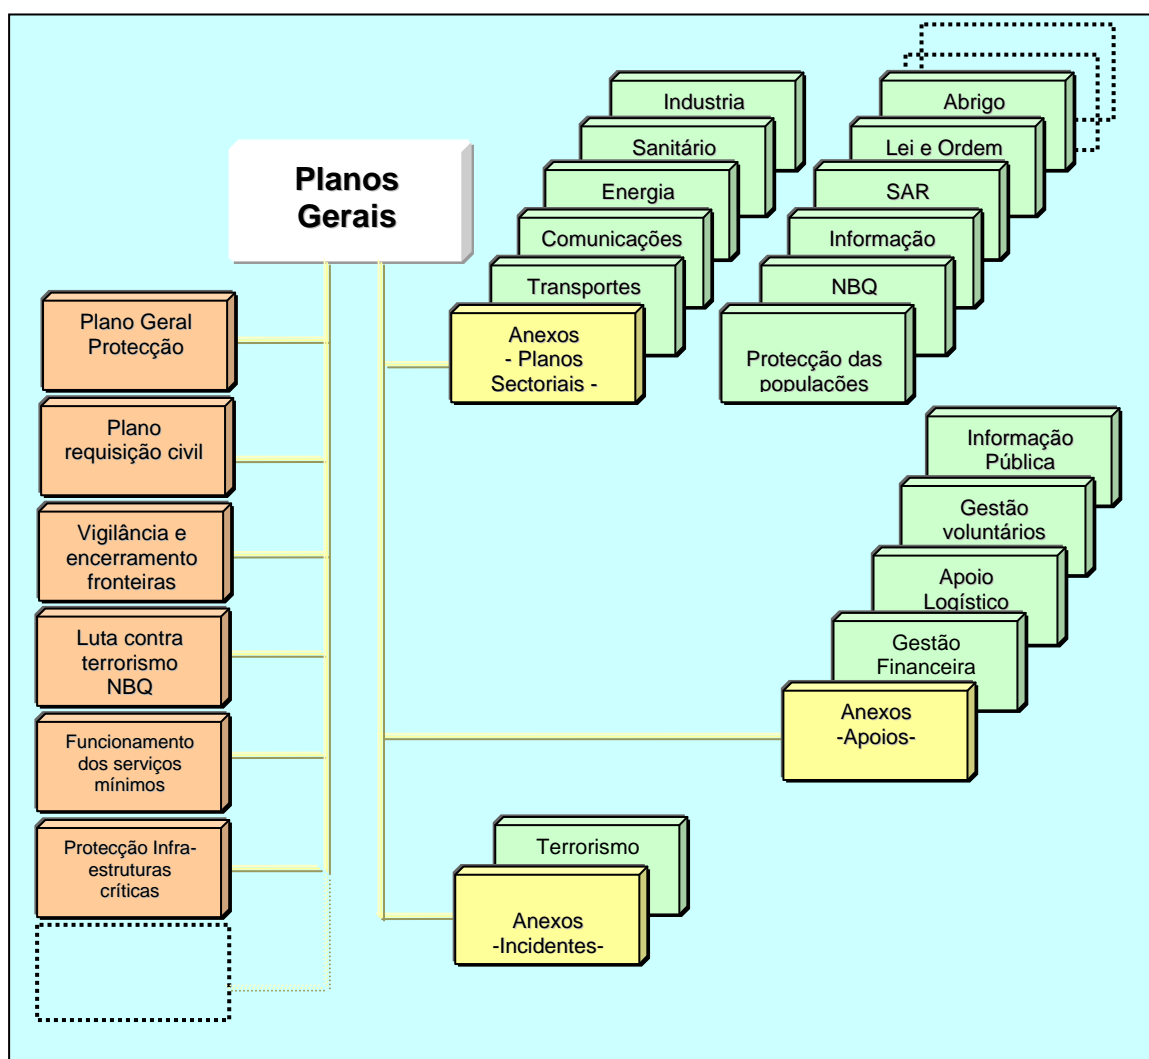 Planos
Gerais
Plano Geral
Protecção
Plano
requisição civil
Vigilância e
encerramento
fronteiras
Luta contra
terrorismo
NBQ
Funcionamento
dos serviços
mínimos
Protecção Infra-
estruturas
críticas
Industria
Sanitário
Energia
Comunicações
Transportes
Anexos
- Planos
Sectoriais -
Abrigo
Lei e Ordem
SAR
Informação
NBQ
Protecção das
populações
Informação
Pública
Gestão
voluntários
Apoio
Logístico
Gestão
Financeira
Anexos
-Apoios-
Terrorismo
Anexos
-Incidentes-